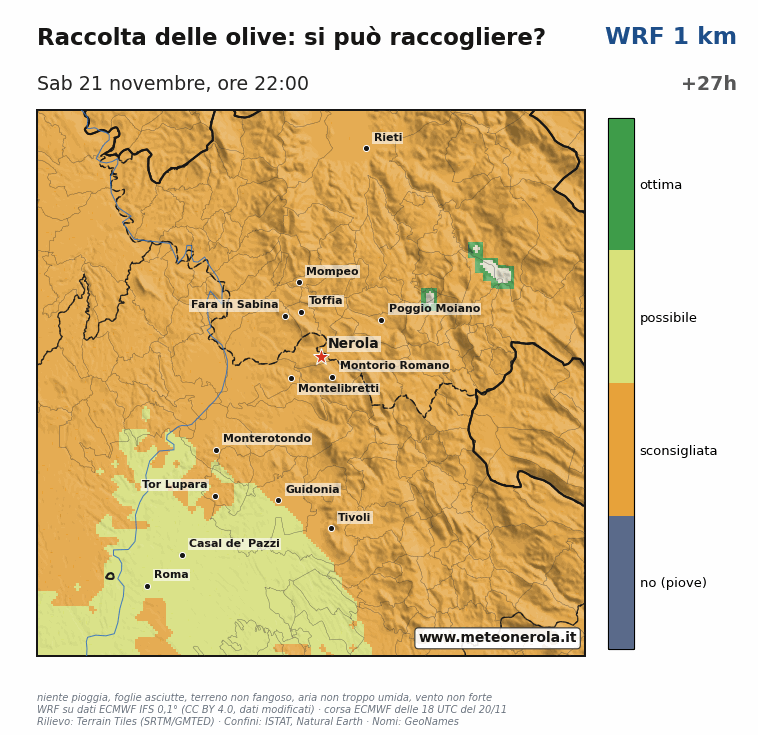 Raccolta delle olive: si può raccogliere?
WRF 1 km
Sab 21 novembre, ore 22:00
+27h
Rieti
ottima
Mompeo
Toffia
Fara in Sabina
Poggio Moiano
possibile
Nerola
Montorio Romano
Montelibretti
Monterotondo
sconsigliata
Tor Lupara
Guidonia
Tivoli
Casal de' Pazzi
Roma
no (piove)
www.meteonerola.it
niente pioggia, foglie asciutte, terreno non fangoso, aria non troppo umida, vento non forte
WRF su dati ECMWF IFS 0,1° (CC BY 4.0, dati modificati) · corsa ECMWF delle 18 UTC del 20/11
Rilievo: Terrain Tiles (SRTM/GMTED) · Confini: ISTAT, Natural Earth · Nomi: GeoNames